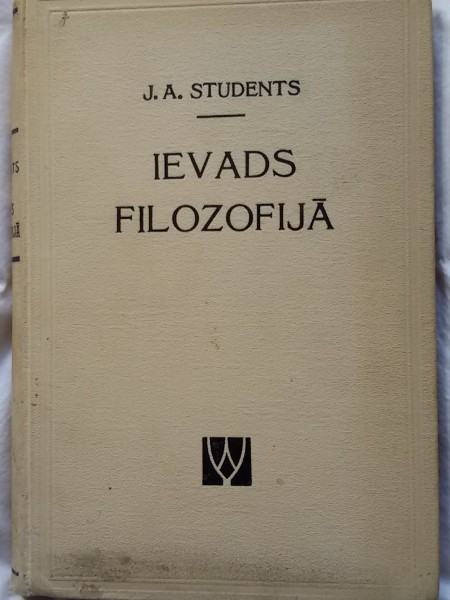 J. A. STUDENTS
IEVADS
FILOZOFIJĀ
W